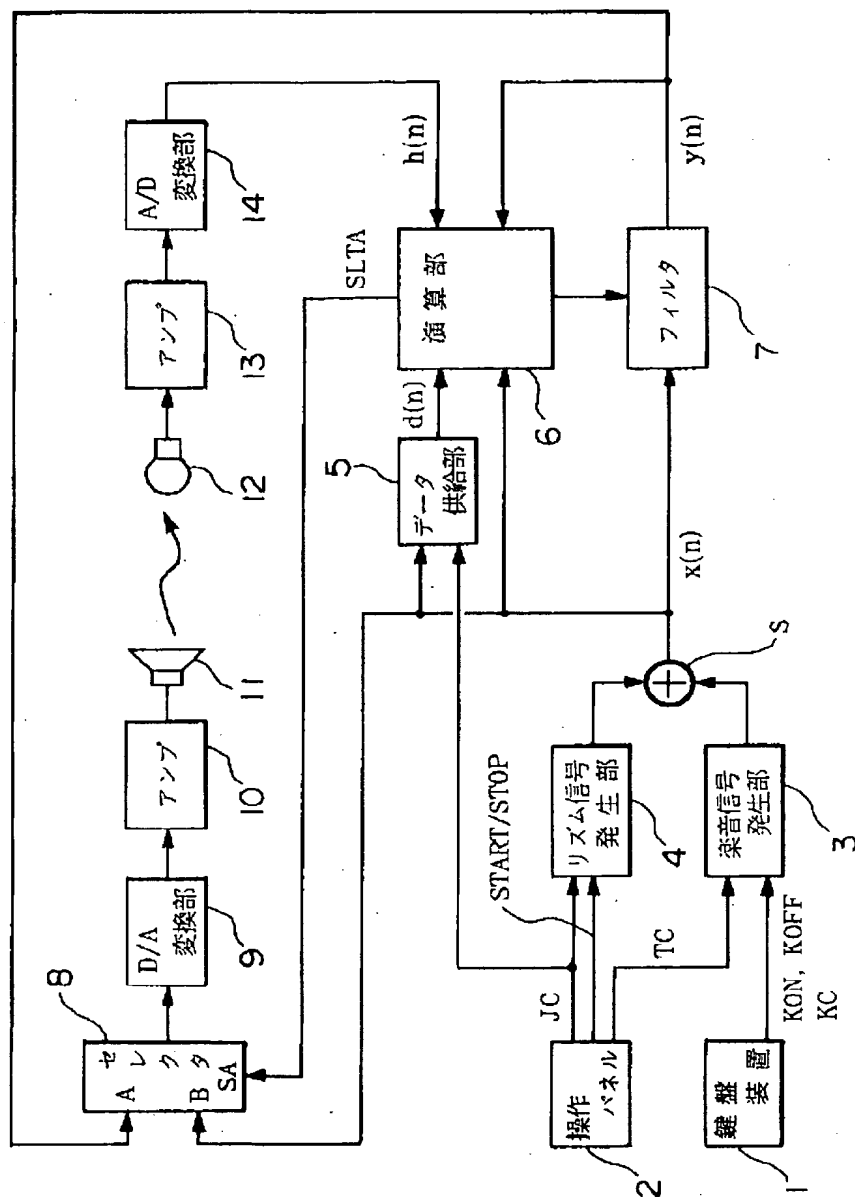 鍵盤
装置
1
操作
パネル
2
JC
START/STOP
TC
KON, KOFF
KC
リズム信号
発生部
4
楽音信号
発生部
3
S
x(n)
データ
供給部
5
d(n)
演算部
6
SLTA
h(n)
フィルタ
7
y(n)
セレクタ
A
B
SA
8
D/A
変換部
9
アンプ
10
11
12
アンプ
13
A/D
変換部
14